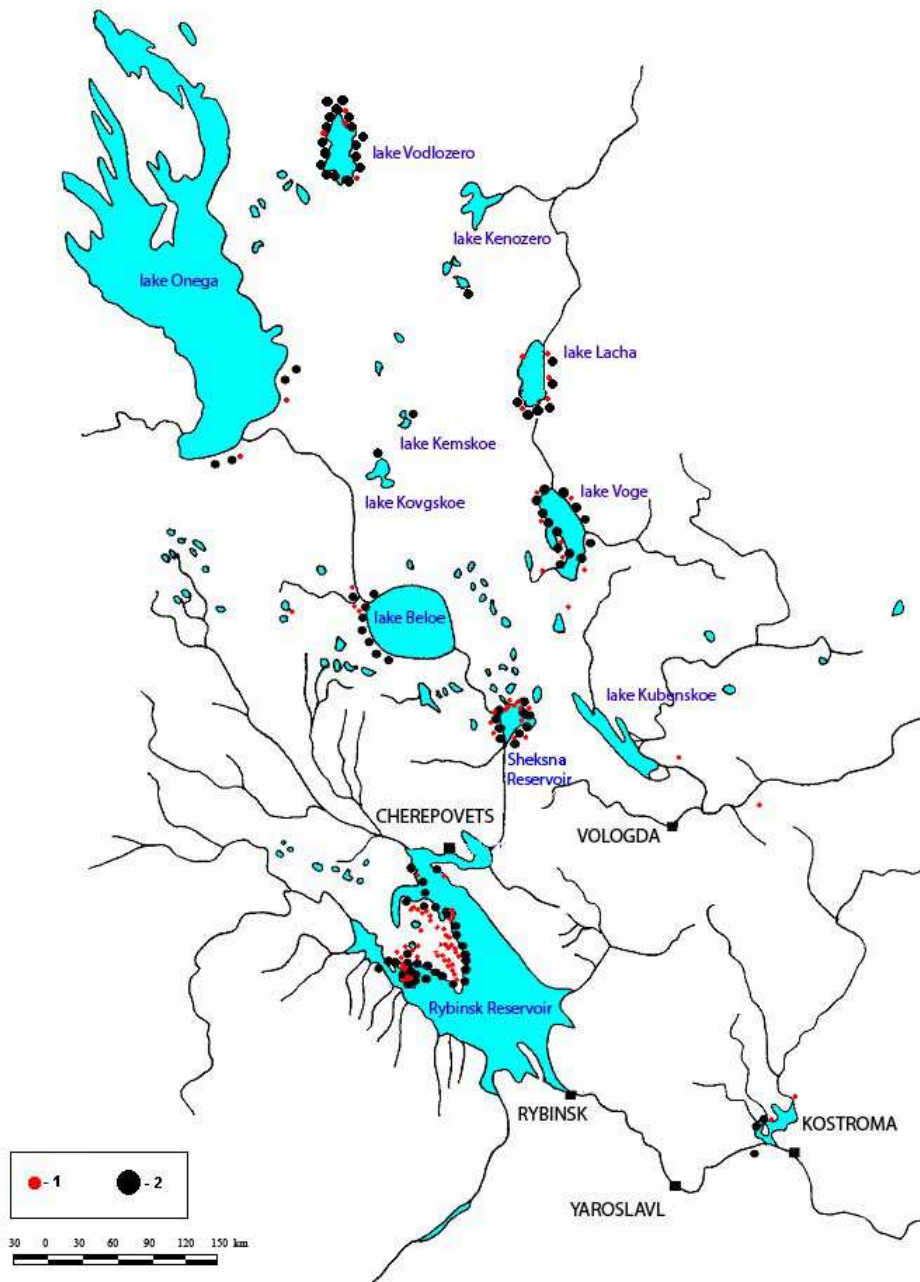 lake Vodlozero
lake Kenozero
lake Onega
lake Lacha
lake Kemskoe
lake Kovgskoe
lake Voge
lake Beloe
lake Kubenskoe
Sheksna
Reservoir
CHEREPOVETS
VOLOGDA
Rybinsk Reservoir
RYBINSK
KOSTROMA
YAROSLAVL
- 1
- 2
30 0 30 60 90 120 150 km